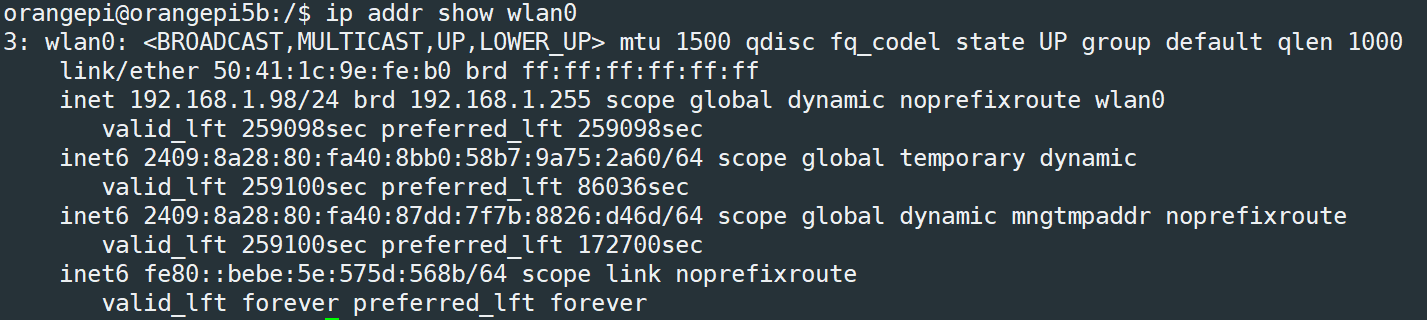 orangepi@orangepi5b:/$ ip addr show wlan0
3: wlan0: <BROADCAST,MULTICAST,UP,LOWER_UP> mtu 1500 qdisc fq_codel state UP group default qlen 1000
    link/ether 50:41:1c:9e:fe:b0 brd ff:ff:ff:ff:ff:ff
    inet 192.168.1.98/24 brd 192.168.1.255 scope global dynamic noprefixroute wlan0
       valid_lft 259098sec preferred_lft 259098sec
    inet6 2409:8a28:80:fa40:8bb0:58b7:9a75:2a60/64 scope global temporary dynamic
       valid_lft 259100sec preferred_lft 86036sec
    inet6 2409:8a28:80:fa40:87dd:7f7b:8826:d46d/64 scope global dynamic mngtmpaddr noprefixroute
       valid_lft 259100sec preferred_lft 172700sec
    inet6 fe80::bebe:5e:575d:568b/64 scope link noprefixroute
       valid_lft forever preferred_lft forever